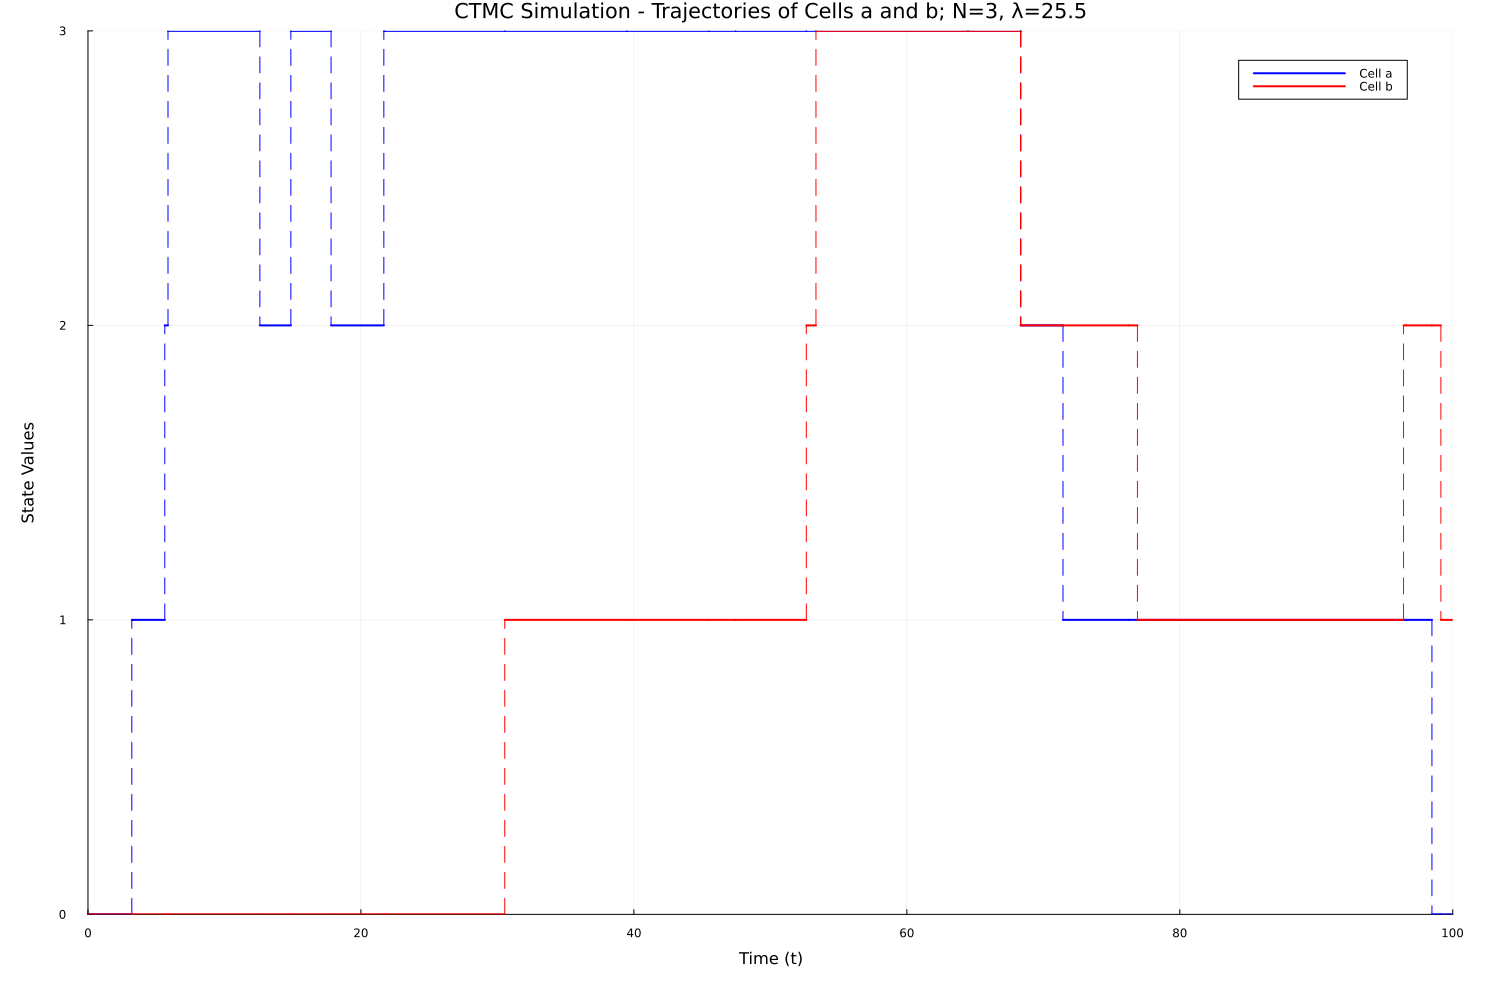 CTMC Simulation - Trajectories of Cells a and b; N=3, λ=25.5
3
Cell a
Cell b
2
State Values
1
0
0 20 40 60 80 100
Time (t)